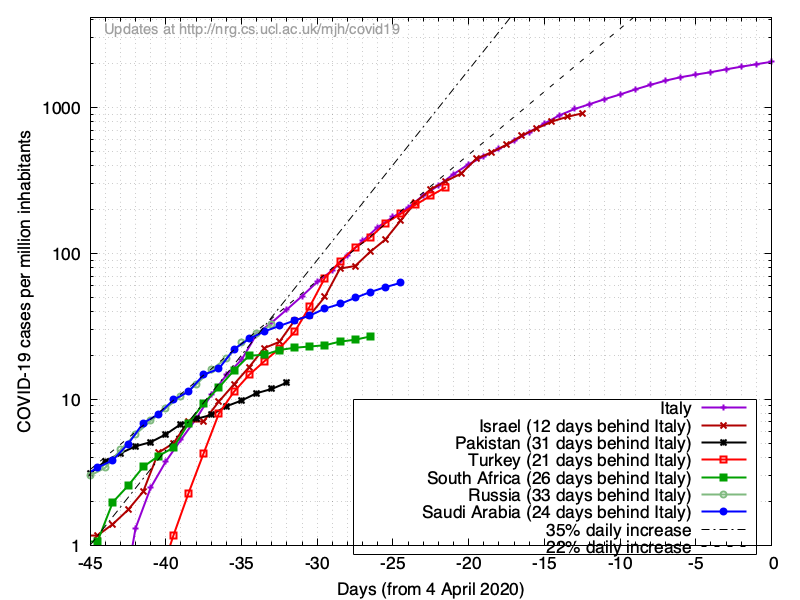 Updates at http://nrg.cs.ucl.ac.uk/mjh/covid19
COVID-19 cases per million inhabitants
1000
100
10
1
Italy
Israel (12 days behind Italy)
Pakistan (31 days behind Italy)
Turkey (21 days behind Italy)
South Africa (26 days behind Italy)
Russia (33 days behind Italy)
Saudi Arabia (24 days behind Italy)
35% daily increase
22% daily increase
-45 -40 -35 -30 -25 -20 -15 -10 -5 0
Days (from 4 April 2020)